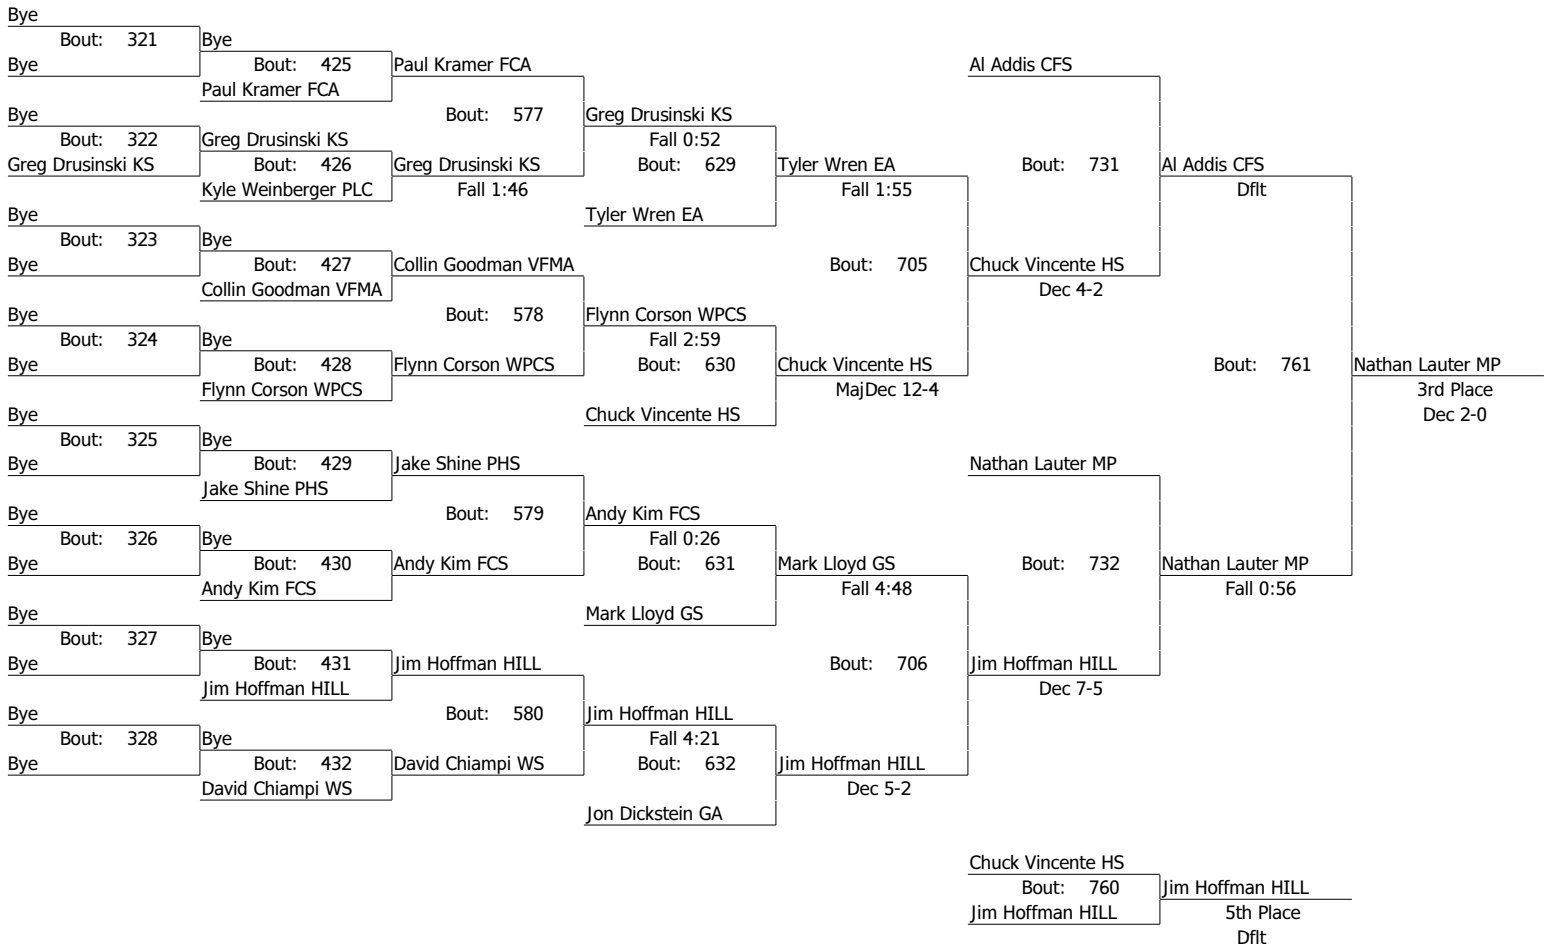 Bye
Bout: 321 Bye
Bye Bout: 425 Paul Kramer FCA Al Addis CFS
Paul Kramer FCA
Bye Bout: 577 Greg Drusinski KS
Bout: 322 Greg Drusinski KS Fall 0:52
Greg Drusinski KS Bout: 426 Greg Drusinski KS Bout: 629 Tyler Wren EA Bout: 731 Al Addis CFS
Kyle Weinberger PLC Fall 1:46 Fall 1:55 Dflt
Bye Tyler Wren EA
Bout: 323 Bye
Bye Bout: 427 Collin Goodman VFMA Bout: 705 Chuck Vincente HS
Collin Goodman VFMA Dec 4-2
Bye Bout: 578 Flynn Corson WPCS
Bout: 324 Bye Fall 2:59
Bye Bout: 428 Flynn Corson WPCS Bout: 630 Chuck Vincente HS Bout: 761 Nathan Lauter MP
Flynn Corson WPCS MajDec 12-4 3rd Place
Bye Chuck Vincente HS Dec 2-0
Bout: 325 Bye
Bye Bout: 429 Jake Shine PHS Nathan Lauter MP
Jake Shine PHS
Bye Bout: 579 Andy Kim FCS
Bout: 326 Bye Fall 0:26
Bye Bout: 430 Andy Kim FCS Bout: 631 Mark Lloyd GS Bout: 732 Nathan Lauter MP
Andy Kim FCS Fall 4:48 Fall 0:56
Bye Mark Lloyd GS
Bout: 327 Bye
Bye Bout: 431 Jim Hoffman HILL Bout: 706 Jim Hoffman HILL
Jim Hoffman HILL Dec 7-5
Bye Bout: 580 Jim Hoffman HILL
Bout: 328 Bye Fall 4:21
Bye Bout: 432 David Chiampi WS Bout: 632 Jim Hoffman HILL
David Chiampi WS Dec 5-2
Jon Dickstein GA
Chuck Vincente HS
Bout: 760 Jim Hoffman HILL
Jim Hoffman HILL 5th Place
Dflt